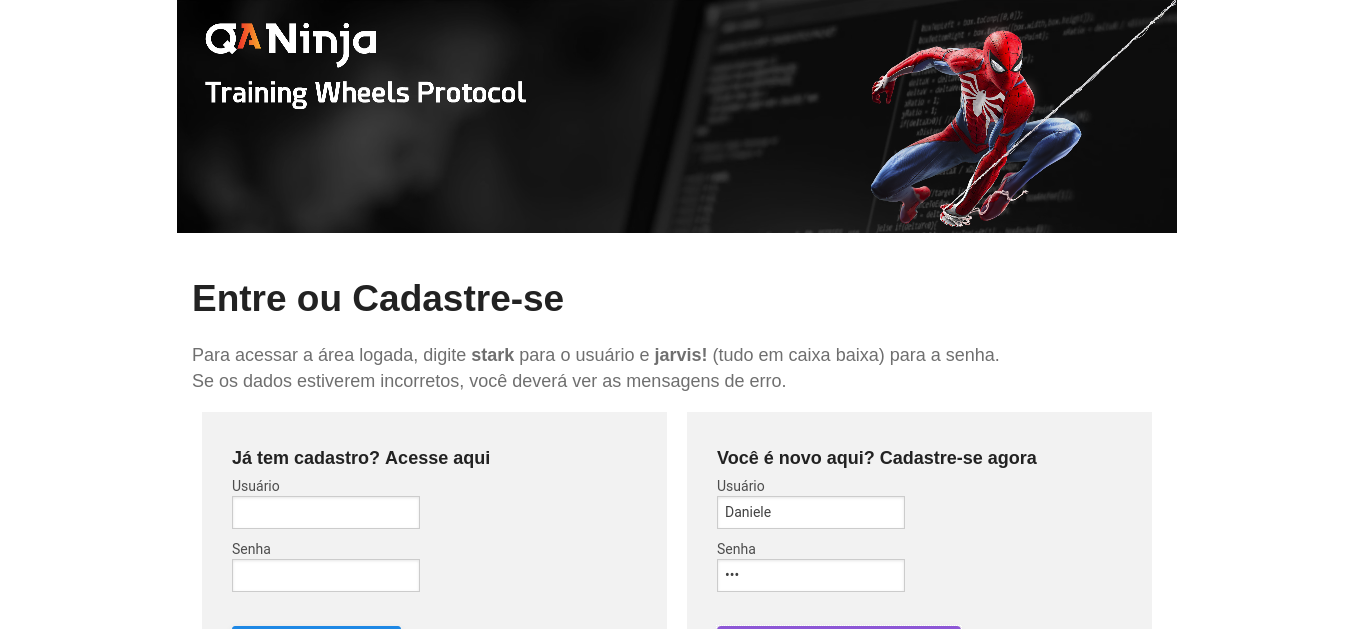 QANinja
Training Wheels Protocol
Entre ou Cadastre-se
Para acessar a área logada, digite stark para o usuário e jarvis! (tudo em caixa baixa) para a senha.
Se os dados estiverem incorretos, você deverá ver as mensagens de erro.
Já tem cadastro? Acesse aqui
Usuário
Senha
Você é novo aqui? Cadastre-se agora
Usuário
Daniele
Senha
•••